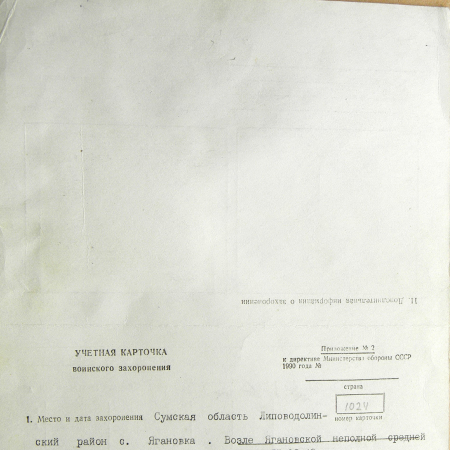 11. Дополнительная информация о захоронении
УЧЕТНАЯ КАРТОЧКА
воинского захоронения
Приложение № 2
к директиве Министерства обороны СССР
1990 года №
страна
1024
номер карточки
1. Место и дата захоронения Сумская область Липоводолин-
ский район с. Ягановка . Возле Ягановской неполной средней